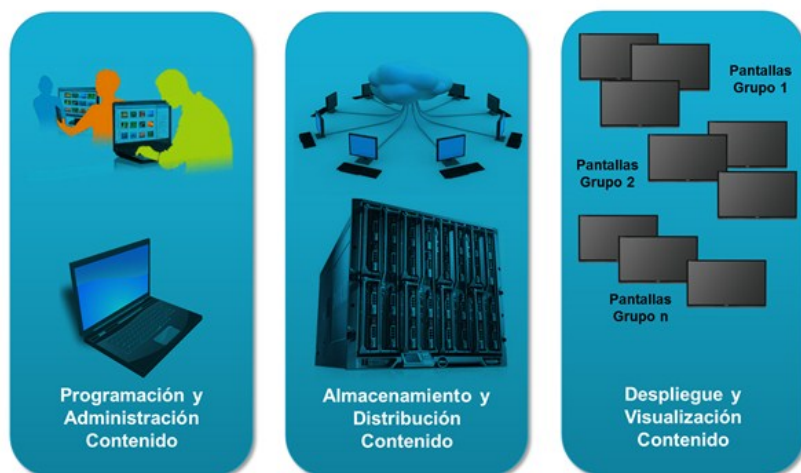 Programación y
Administración
Contenido
Almacenamiento y
Distribución
Contenido
Pantallas
Grupo 1
Pantallas
Grupo 2
Pantallas
Grupo n
Despliegue y
Visualización
Contenido